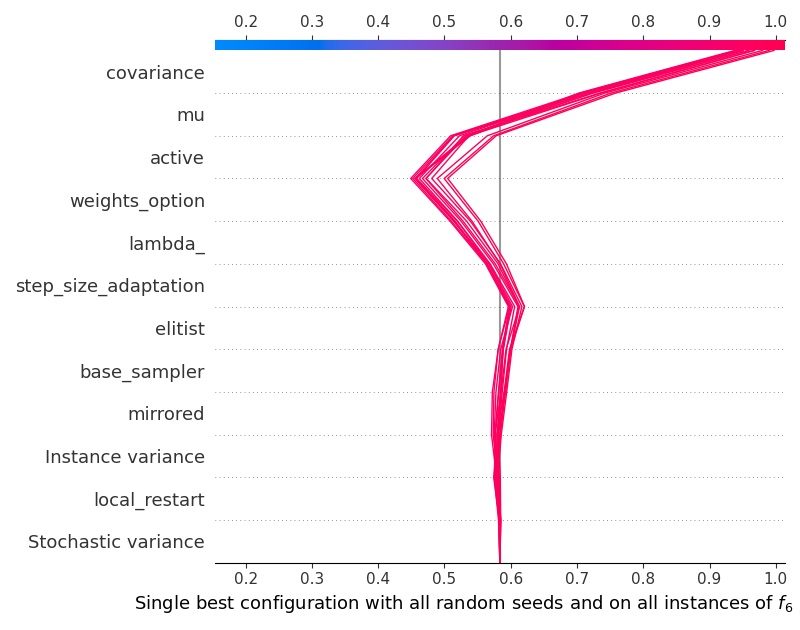 0.2 0.3 0.4 0.5 0.6 0.7 0.8 0.9 1.0
covariance
mu
active
weights_option
lambda_
step_size_adaptation
elitist
base_sampler
mirrored
Instance variance
local_restart
Stochastic variance
0.2 0.3 0.4 0.5 0.6 0.7 0.8 0.9 1.0
Single best configuration with all random seeds and on all instances of f₆